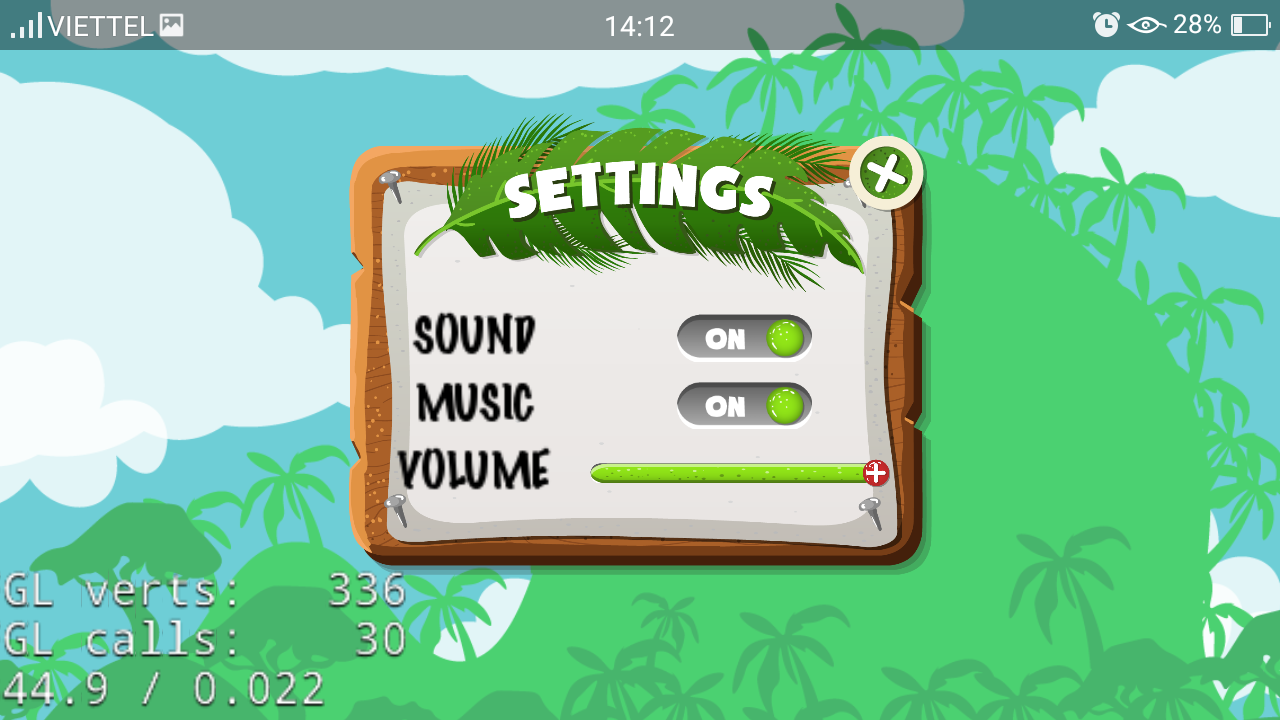 VIETTEL 14:12 28%
SETTINGS
SOUND ON
MUSIC ON
VOLUME
GL verts: 336
GL calls: 30
44.9 / 0.022